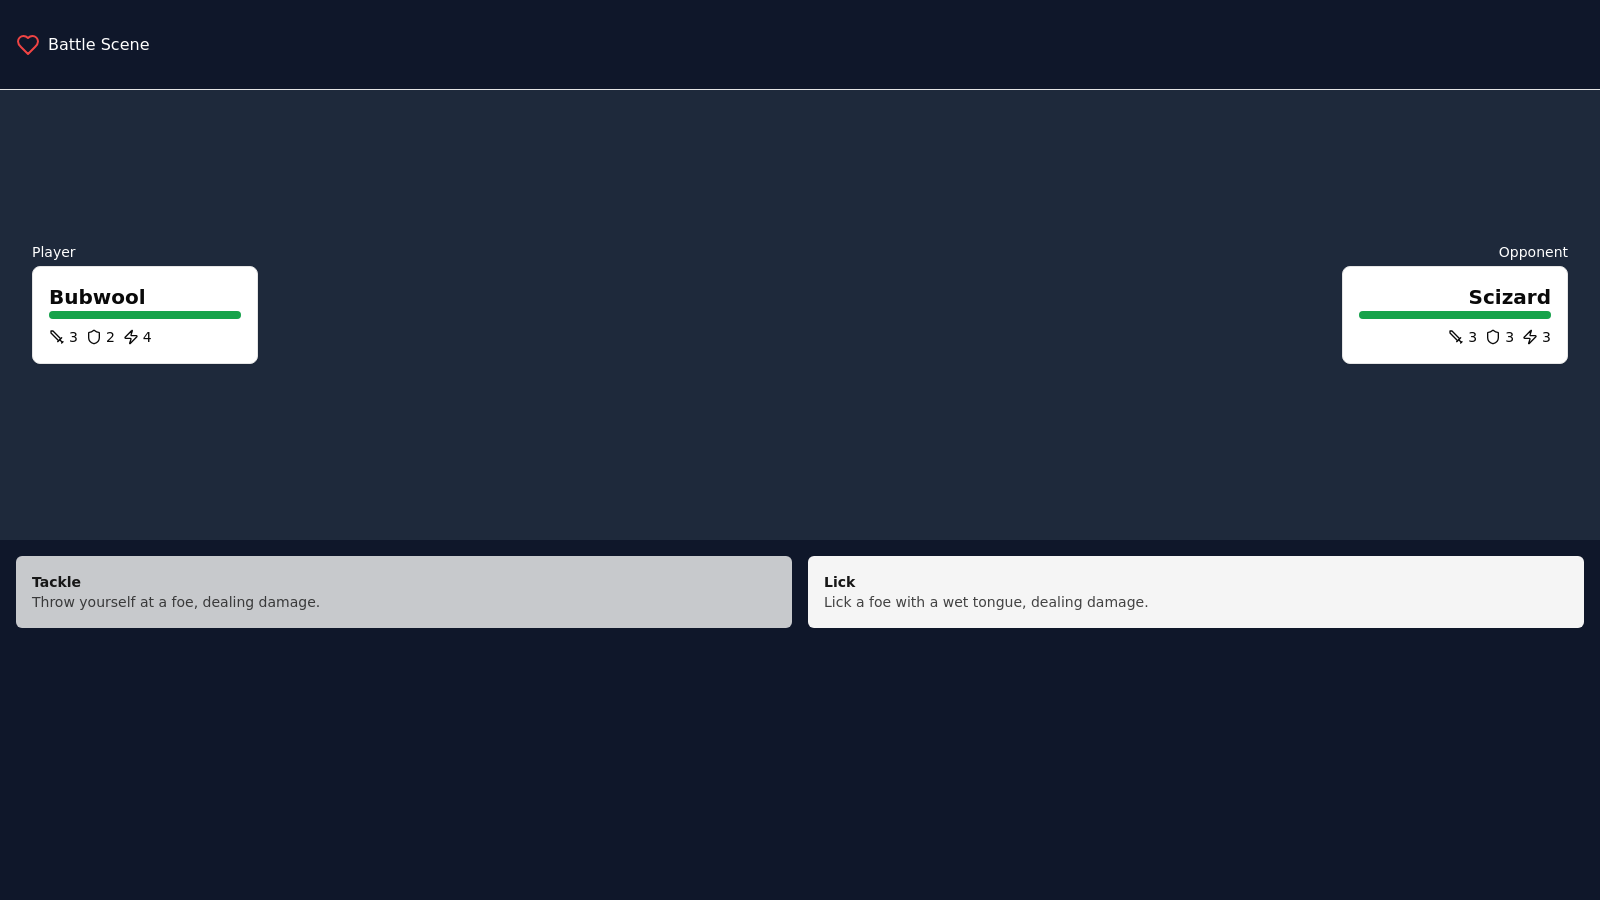 Battle Scene
Player
Bubwool
3 2 4
Opponent
Scizard
3 3 3
Tackle
Throw yourself at a foe, dealing damage.
Lick
Lick a foe with a wet tongue, dealing damage.